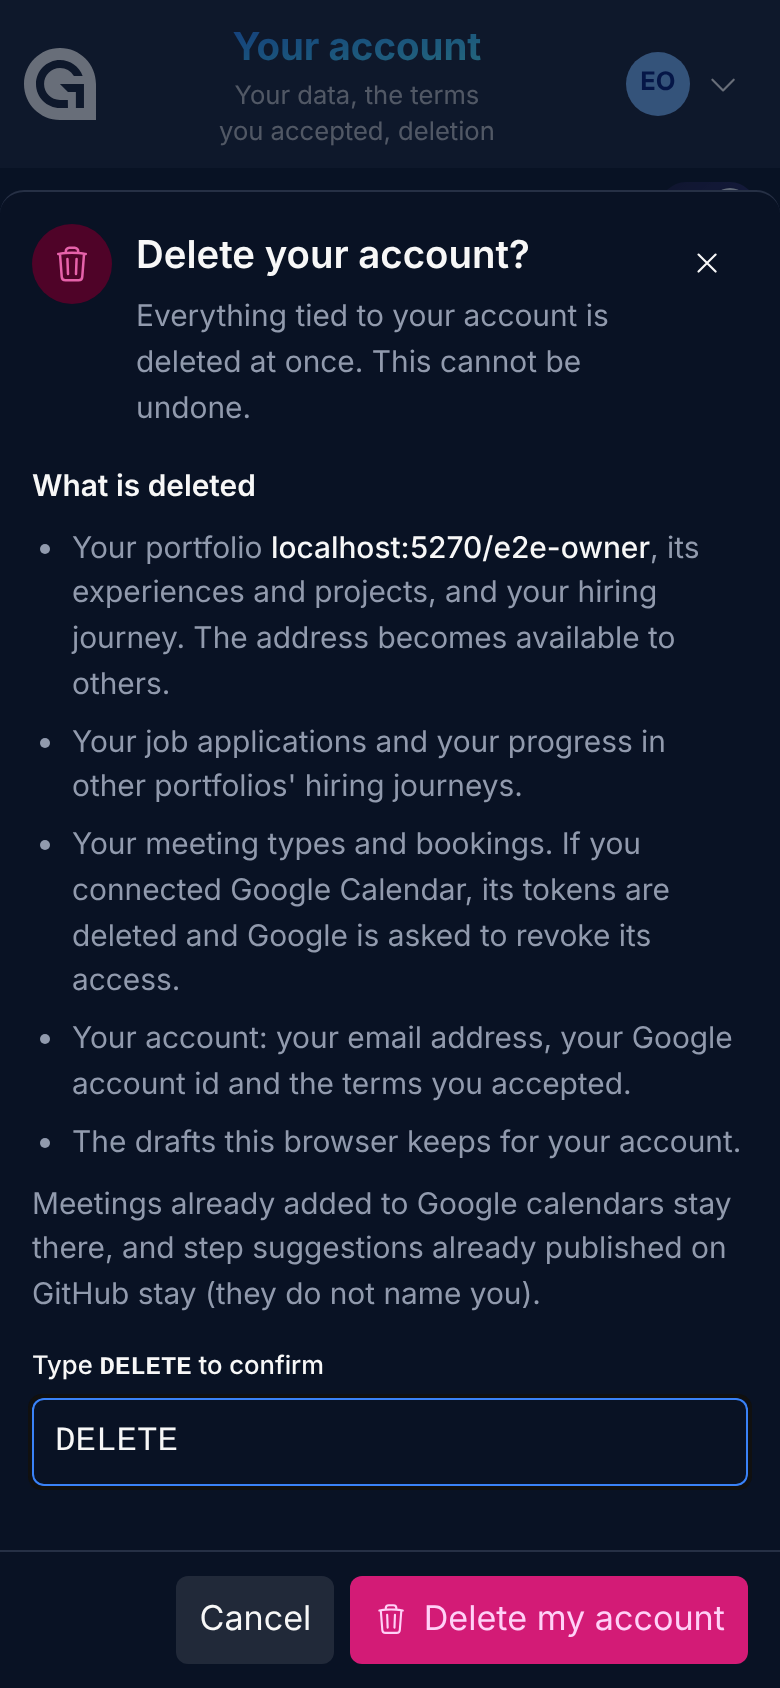 Your account
Your data, the terms
you accepted, deletion
EO
Delete your account?
Everything tied to your account is
deleted at once. This cannot be
undone.
What is deleted
• Your portfolio localhost:5270/e2e-owner, its
experiences and projects, and your hiring
journey. The address becomes available to
others.
• Your job applications and your progress in
other portfolios' hiring journeys.
• Your meeting types and bookings. If you
connected Google Calendar, its tokens are
deleted and Google is asked to revoke its
access.
• Your account: your email address, your Google
account id and the terms you accepted.
• The drafts this browser keeps for your account.
Meetings already added to Google calendars stay
there, and step suggestions already published on
GitHub stay (they do not name you).
Type DELETE to confirm
DELETE
Cancel
Delete my account